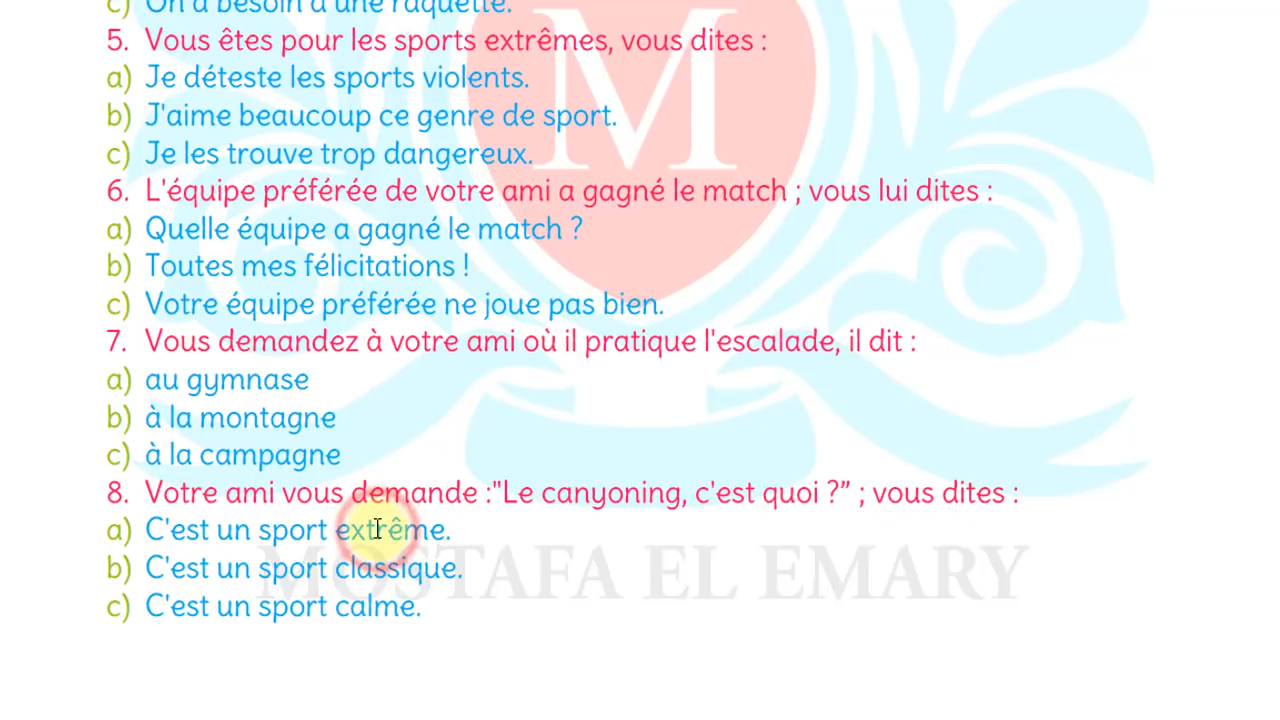 c) On a besoin d'une raquette.
5. Vous êtes pour les sports extrêmes, vous dites :
a) Je déteste les sports violents.
b) J'aime beaucoup ce genre de sport.
c) Je les trouve trop dangereux.
6. L'équipe préférée de votre ami a gagné le match ; vous lui dites :
a) Quelle équipe a gagné le match ?
b) Toutes mes félicitations !
c) Votre équipe préférée ne joue pas bien.
7. Vous demandez à votre ami où il pratique l'escalade, il dit :
a) au gymnase
b) à la montagne
c) à la campagne
8. Votre ami vous demande :"Le canyoning, c'est quoi ?” ; vous dites :
a) C'est un sport extrême.
b) C'est un sport classique.
c) C'est un sport calme.
M
MOSTAFA EL EMARY